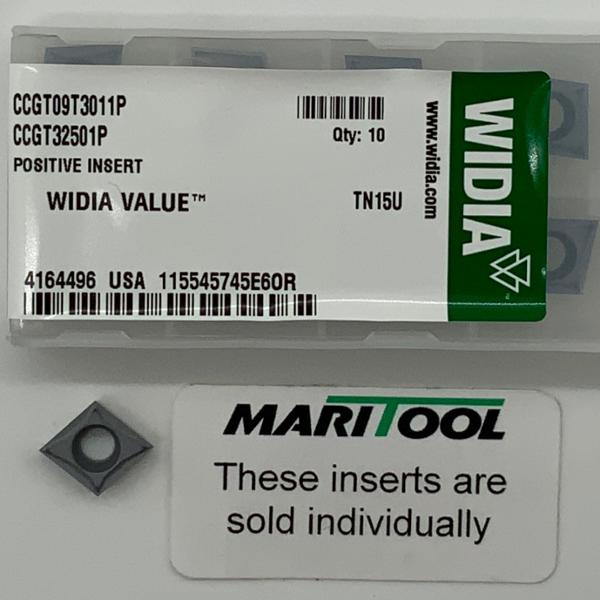 CCGT09T3011P
CCGT32501P
Qty: 10
POSITIVE INSERT
WIDIA VALUE™
TN15U
4164496 USA 115545745E60R
www.widia.com
WIDIA
MARITOOL
These inserts are
sold individually